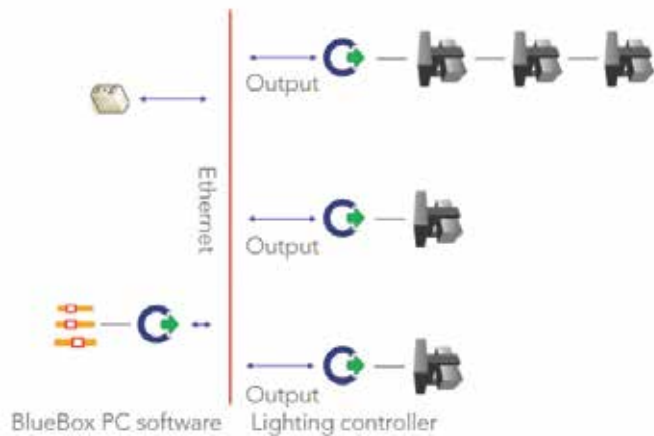 Output
Ethernet
Output
Output
BlueBox PC software
Lighting controller